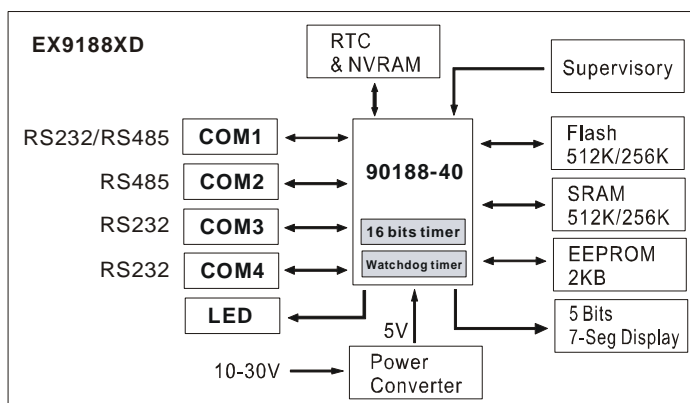 EX9188XD
RTC
& NVRAM
Supervisory
RS232/RS485
COM1
90188-40
Flash
512K/256K
RS485
COM2
SRAM
512K/256K
RS232
COM3
16 bits timer
EEPROM
2KB
RS232
COM4
Watchdog timer
LED
5V
5 Bits
7-Seg Display
10-30V
Power
Converter